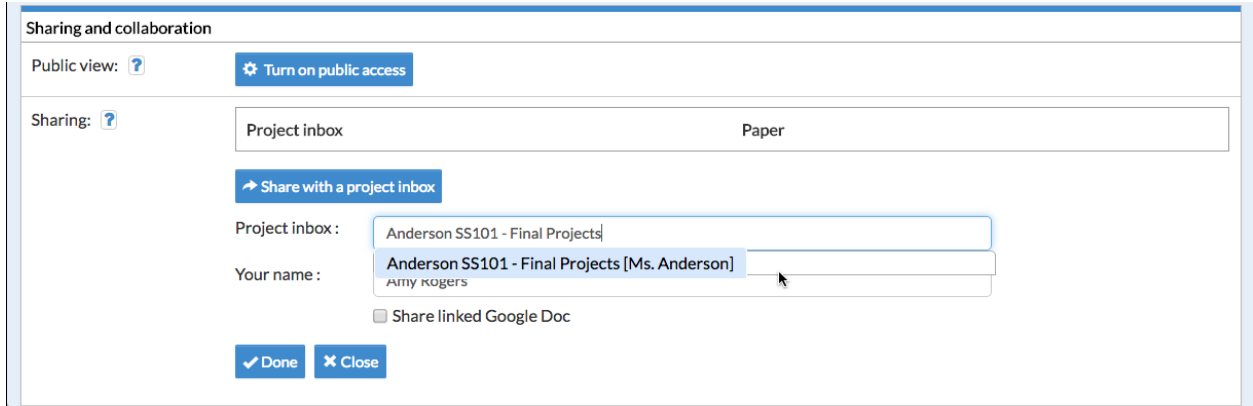 Sharing and collaboration
Public view: ? Turn on public access
Sharing: ? Project inbox Paper
Share with a project inbox
Project inbox : Anderson SS101 - Final Projects
Anderson SS101 - Final Projects [Ms. Anderson]
Your name : Amy Rogers
Share linked Google Doc
Done Close